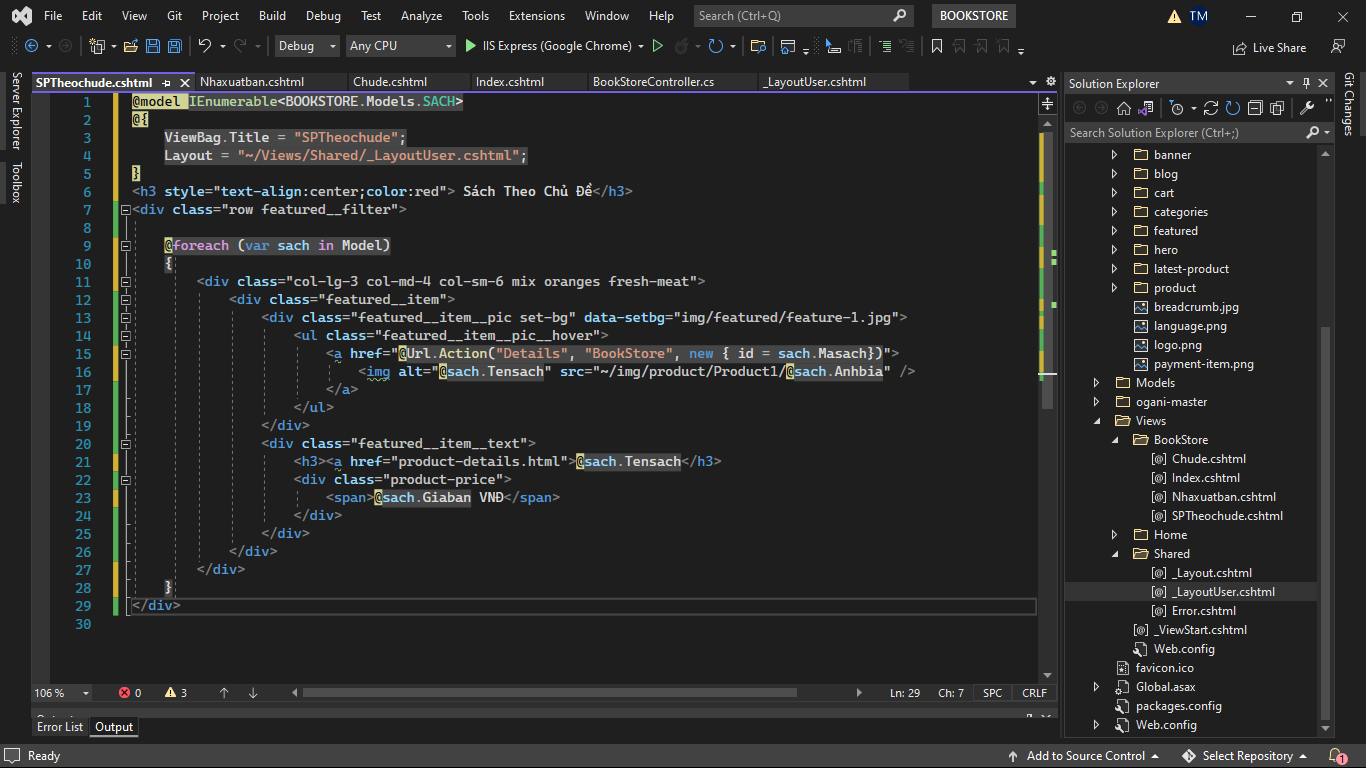 File Edit View Git Project Build Debug Test Analyze Tools Extensions Window Help Search (Ctrl+Q) BOOKSTORE TM
Debug Any CPU IIS Express (Google Chrome) Live Share
Server Explorer
Toolbox
SPTheochude.cshtml Nhaxuatban.cshtml Chude.cshtml Index.cshtml BookStoreController.cs _LayoutUser.cshtml
1 @model IEnumerable<BOOKSTORE.Models.SACH>
2 @{
3 ViewBag.Title = "SPTheochude";
4 Layout = "~/Views/Shared/_LayoutUser.cshtml";
5 }
6 <h3 style="text-align:center;color:red"> Sách Theo Chủ Đề</h3>
7 <div class="row featured__filter">
8
9 @foreach (var sach in Model)
10 {
11 <div class="col-lg-3 col-md-4 col-sm-6 mix oranges fresh-meat">
12 <div class="featured__item">
13 <div class="featured__item__pic set-bg" data-setbg="img/featured/feature-1.jpg">
14 <ul class="featured__item__pic__hover">
15 <a href="@Url.Action("Details", "BookStore", new { id = sach.Masach})">
16 <img alt="@sach.Tensach" src="~/img/product/Product1/@sach.Anhbia" />
17 </a>
18 </ul>
19 </div>
20 <div class="featured__item__text">
21 <h3><a href="product-details.html">@sach.Tensach</h3>
22 <div class="product-price">
23 <span>@sach.Giaban VNĐ</span>
24 </div>
25 </div>
26 </div>
27 </div>
28 }
29 </div>
30
106 % 0 3 Ln: 29 Ch: 7 SPC CRLF
Error List Output
Solution Explorer
Search Solution Explorer (Ctrl+;)
banner
blog
cart
categories
featured
hero
latest-product
product
breadcrumb.jpg
language.png
logo.png
payment-item.png
Models
ogani-master
Views
BookStore
Chude.cshtml
Index.cshtml
Nhaxuatban.cshtml
SPTheochude.cshtml
Home
Shared
_Layout.cshtml
_LayoutUser.cshtml
Error.cshtml
_ViewStart.cshtml
Web.config
favicon.ico
Global.asax
packages.config
Web.config
Git Changes
Ready Add to Source Control Select Repository 1